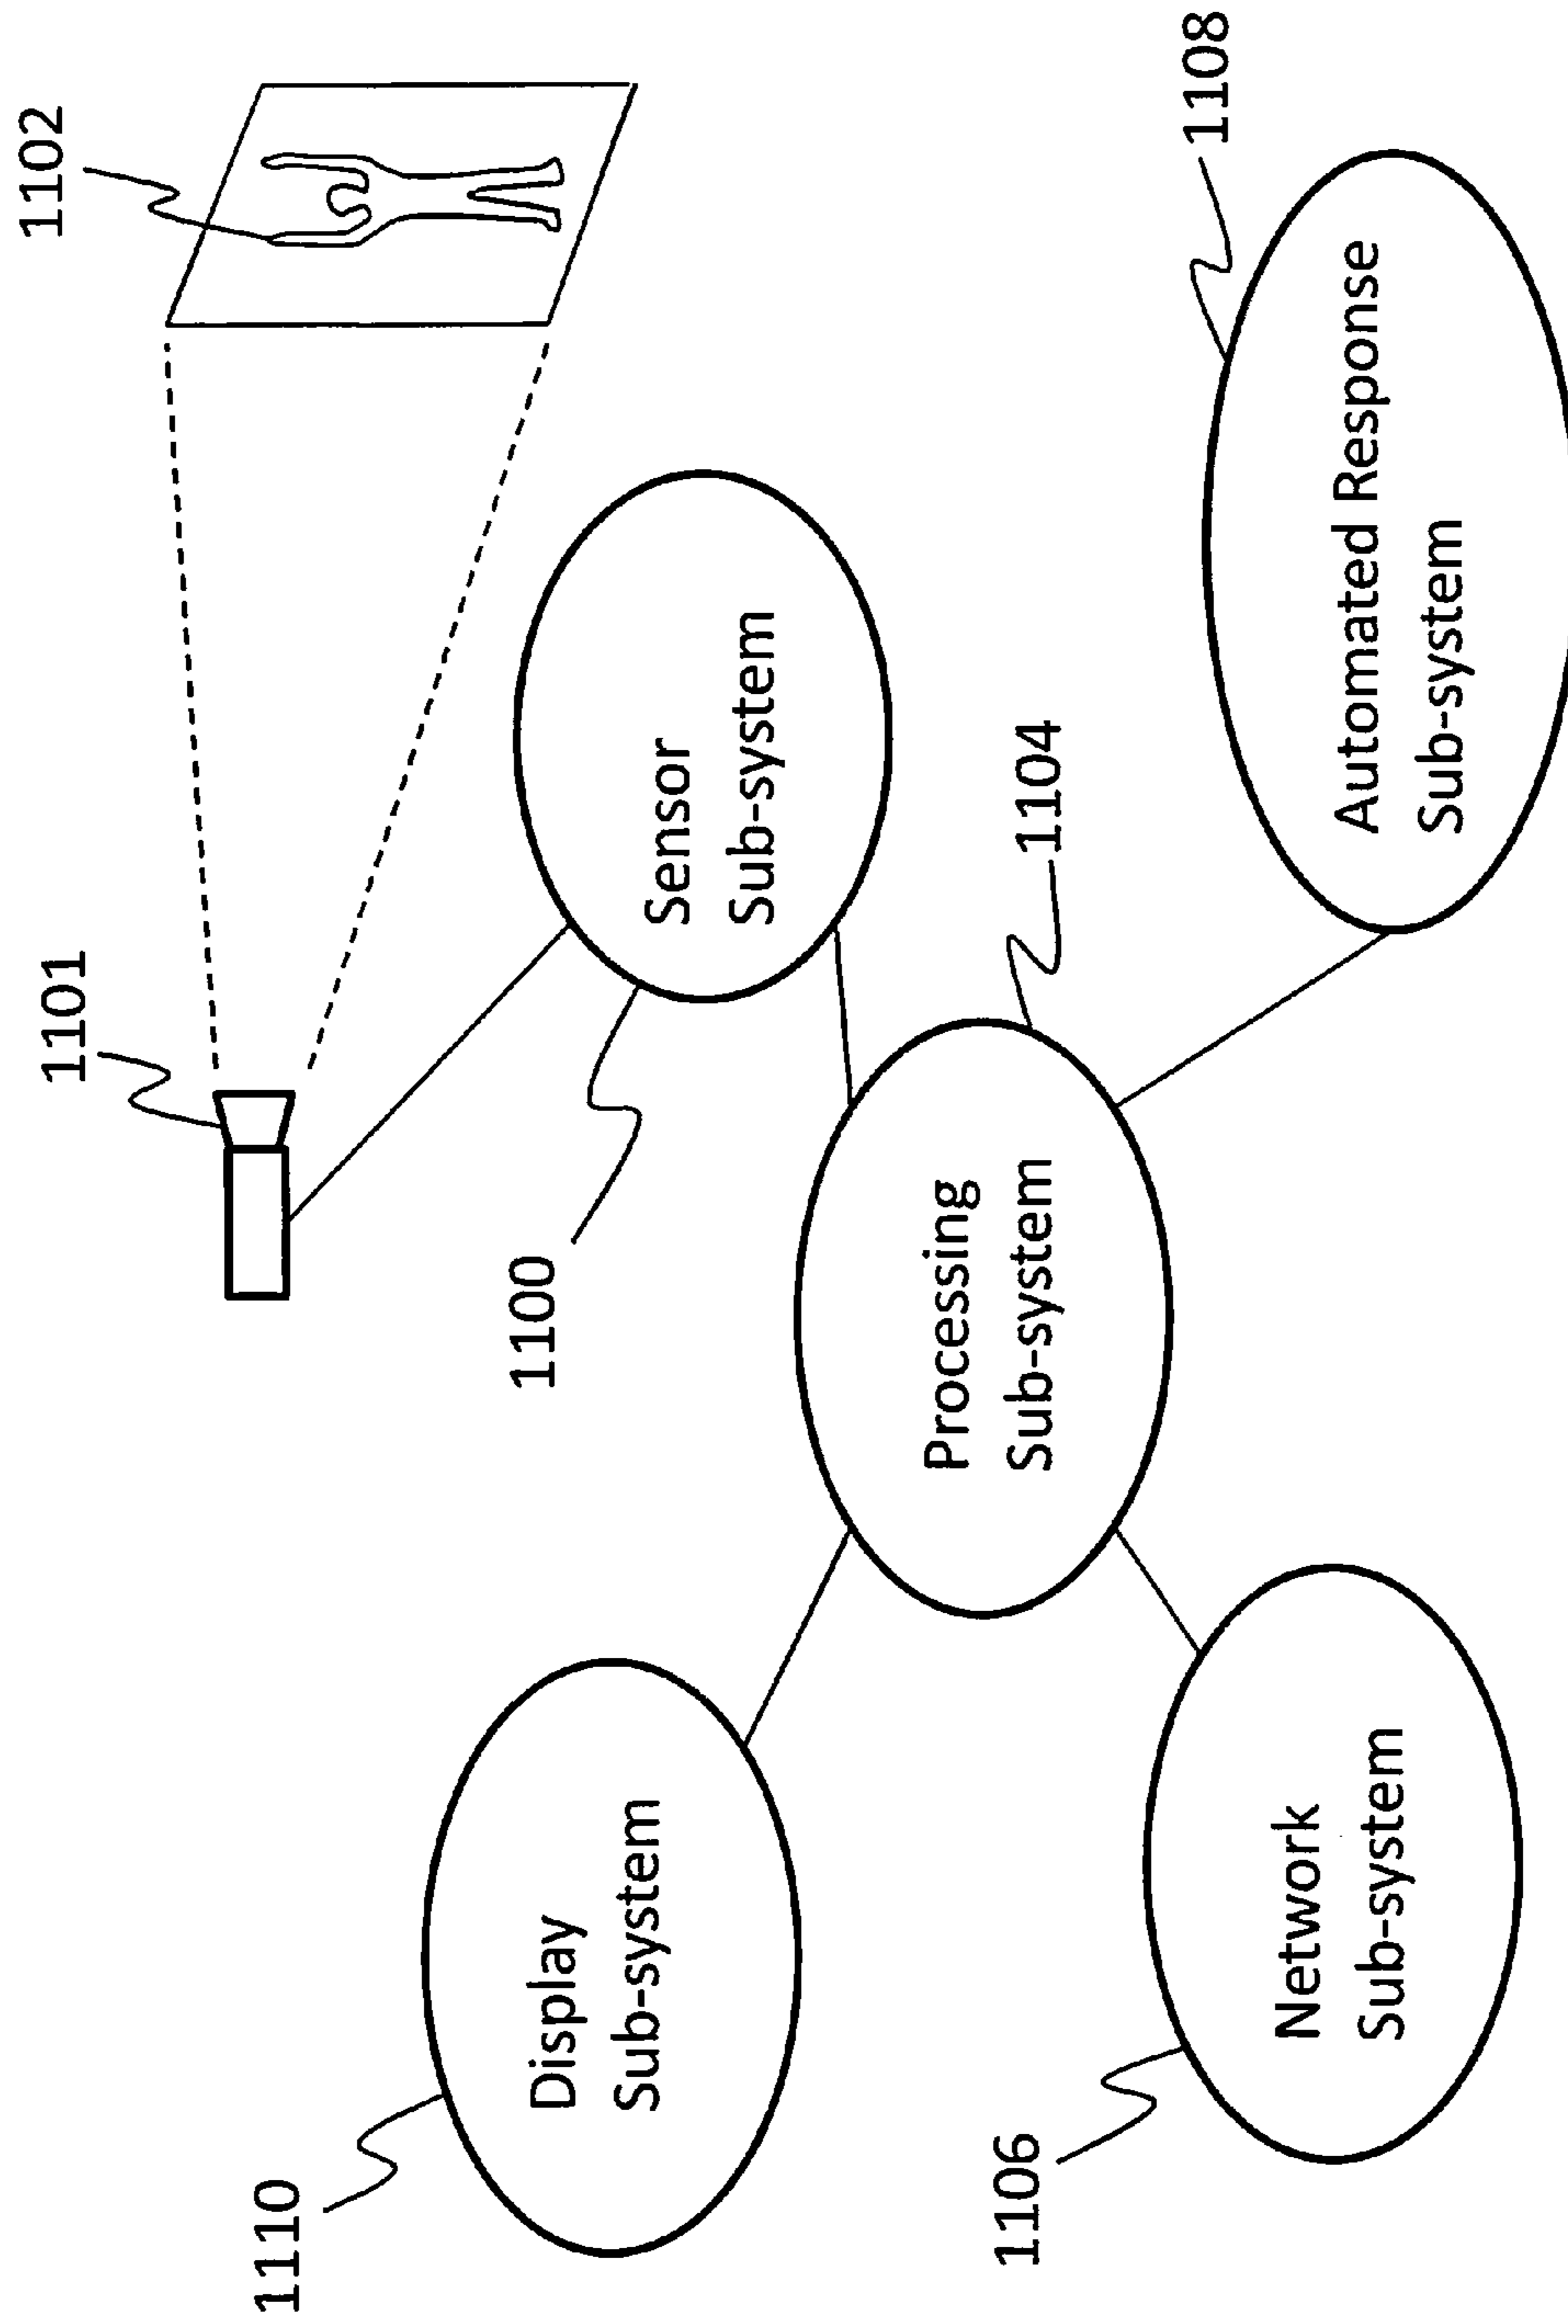 1101
1102
1100
Sensor
Sub-system
1110
Display
Sub-system
Processing
Sub-system
1104
1106
Network
Sub-system
1108
Automated Response
Sub-system